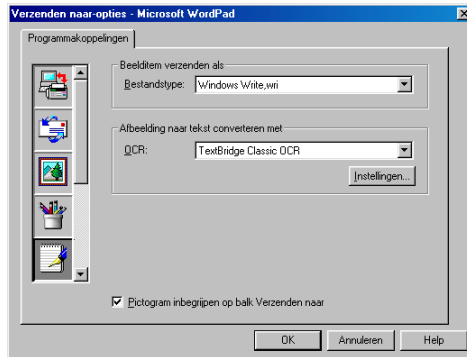 Verzenden naar-opties - Microsoft WordPad
Programmakoppelingen
Beelditem verzenden als
Bestandstype: Windows Write,wri
Afbeelding naar tekst converteren met
OCR: TextBridge Classic OCR
Instellingen...
Pictogram inbegrijpen op balk Verzenden naar
OK Annuleren Help